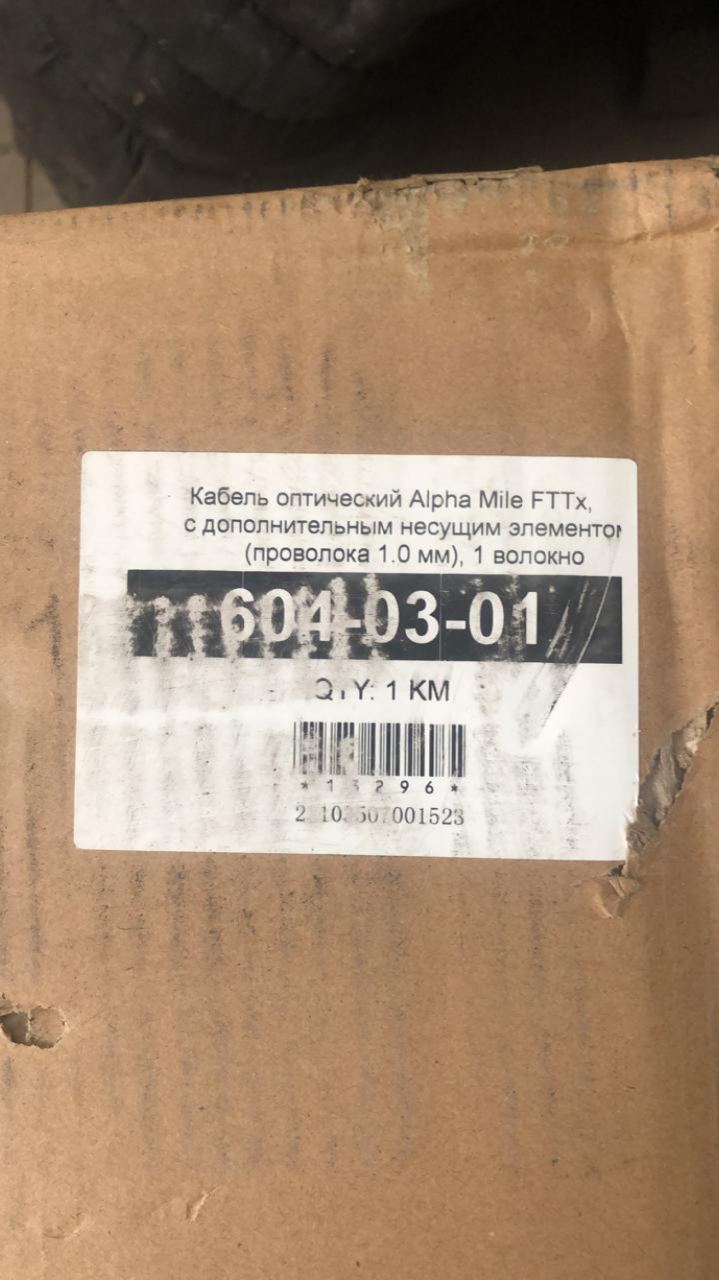 Кабель оптический Alpha Mile FTTx,
с дополнительным несущим элементом
(проволока 1.0 мм), 1 волокно
604-03-01
QTY: 1 KM